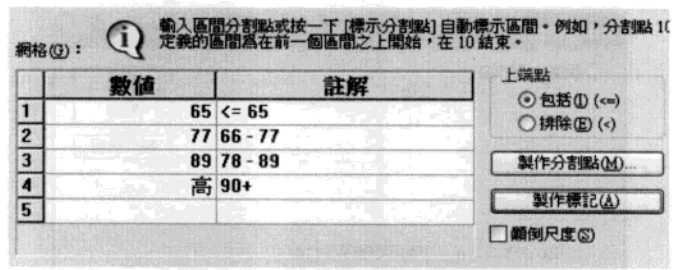 輸入區間分割點或按一下 [標示分割點] 自動標示區間。例如，分割點 10
定義的區間為在前一個區間之上開始，在 10 結束。
網格(G)：
數值 註解
1 65 <= 65
2 77 66 - 77
3 89 78 - 89
4 高 90+
5
上端點
包括(I) (<=)
排除(E) (<)
製作分割點(M)...
製作標記(A)
顛倒尺度(S)